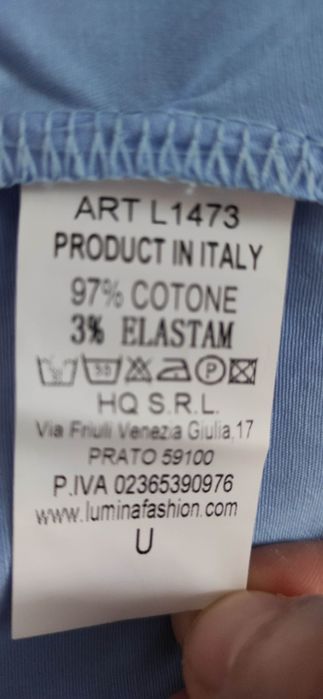 ART L1473
PRODUCT IN ITALY
97% COTONE
3% ELASTAM
P
HQ S.R.L.
Via Friuli Venezia Giulia,17
PRATO 59100
P.IVA 02365390976
www.luminafashion.com
U